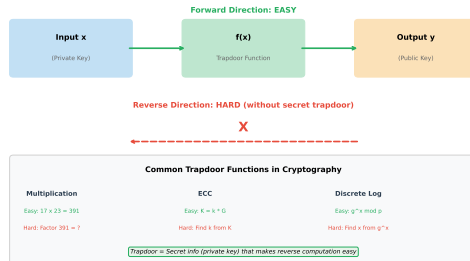 Forward Direction: EASY
Input x
f(x)
Output y
(Private Key)
Trapdoor Function
(Public Key)
Reverse Direction: HARD (without secret trapdoor)
X
Common Trapdoor Functions in Cryptography
Multiplication
ECC
Discrete Log
Easy: 17 x 23 = 391
Easy: K = k * G
Easy: g^x mod p
Hard: Factor 391 = ?
Hard: Find k from K
Hard: Find x from g^x
Trapdoor = Secret info (private key) that makes reverse computation easy